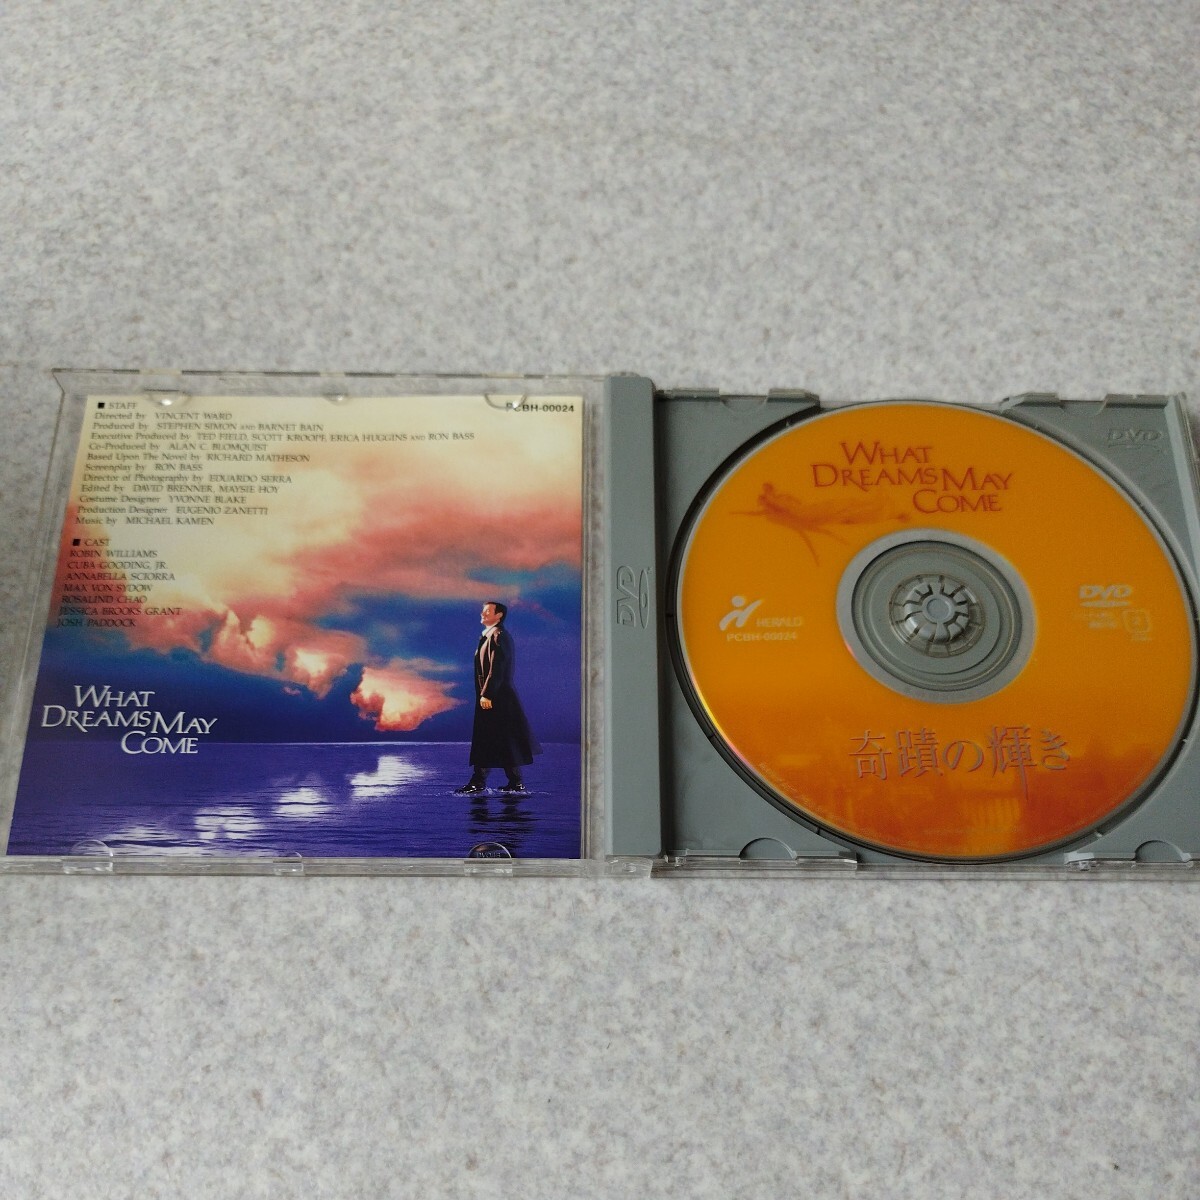 ■ STAFF
Directed by VINCENT WARD
Produced by STEPHEN SIMON AND BARNET BAIN
Executive Produced by TED FIELD, SCOTT KROOPF, ERICA HUGGINS AND RON BASS
Co-Produced by ALAN C. BLOMQUIST
Based Upon The Novel by RICHARD MATHESON
Screenplay by RON BASS
Director of Photography by EDUARDO SERRA
Edited by DAVID BRENNER, MAYSIE HOY
Costume Designer YVONNE BLAKE
Production Designer EUGENIO ZANETTI
Music by MICHAEL KAMEN
■ CAST
ROBIN WILLIAMS
CUBA GOODING, JR.
ANNABELLA SCIORRA
MAX VON SYDOW
ROSALIND CHAO
JESSICA BROOKS GRANT
JOSH PADDOCK
PCBH-00024
WHAT
DREAMS MAY
COME
DVD
DVD
WHAT
DREAMS MAY
COME
HERALD
PCBH-00024
DVD
2
奇蹟の輝き